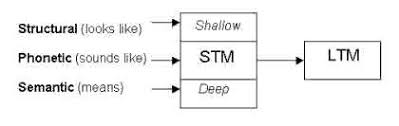 Structural (looks like)
Shallow
Phonetic (sounds like)
STM
LTM
Semantic (means)
Deep